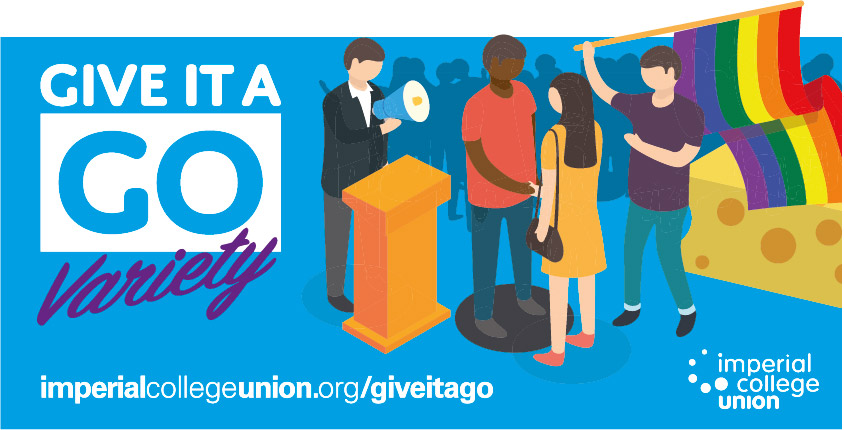 GIVE IT A
GO
Variety
imperialcollegeunion.org/giveitago
imperial
college
union